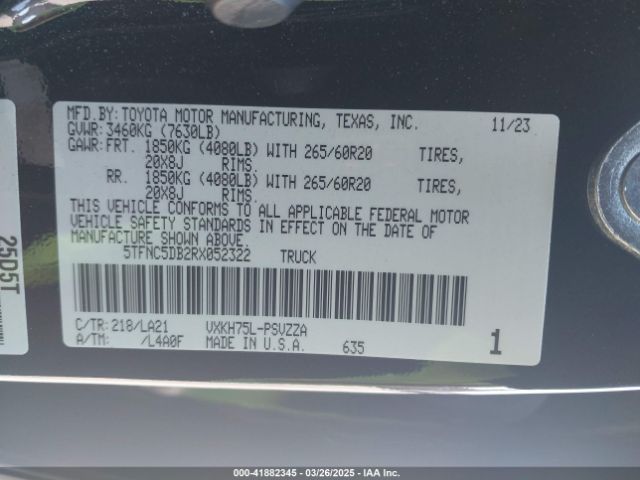 MFD.BY: TOYOTA MOTOR MANUFACTURING, TEXAS, INC. 11/23
GVWR: 3460KG (7630LB)
GAWR: FRT. 1850KG (4080LB) WITH 265/60R20 TIRES,
20X8J RIMS.
RR. 1850KG (4080LB) WITH 265/60R20 TIRES,
20X8J RIMS.
THIS VEHICLE CONFORMS TO ALL APPLICABLE FEDERAL MOTOR
VEHICLE SAFETY STANDARDS IN EFFECT ON THE DATE OF
MANUFACTURE SHOWN ABOVE.
5TFNC5DB2RX052322 TRUCK
C/TR: 218/LA21 VXKH75L-PSVZZA
A/TM: /L4A0F MADE IN U.S.A. 635 1
25D5T
000-41882345 | 03/26/2025 | IAA Vehicle Purchase